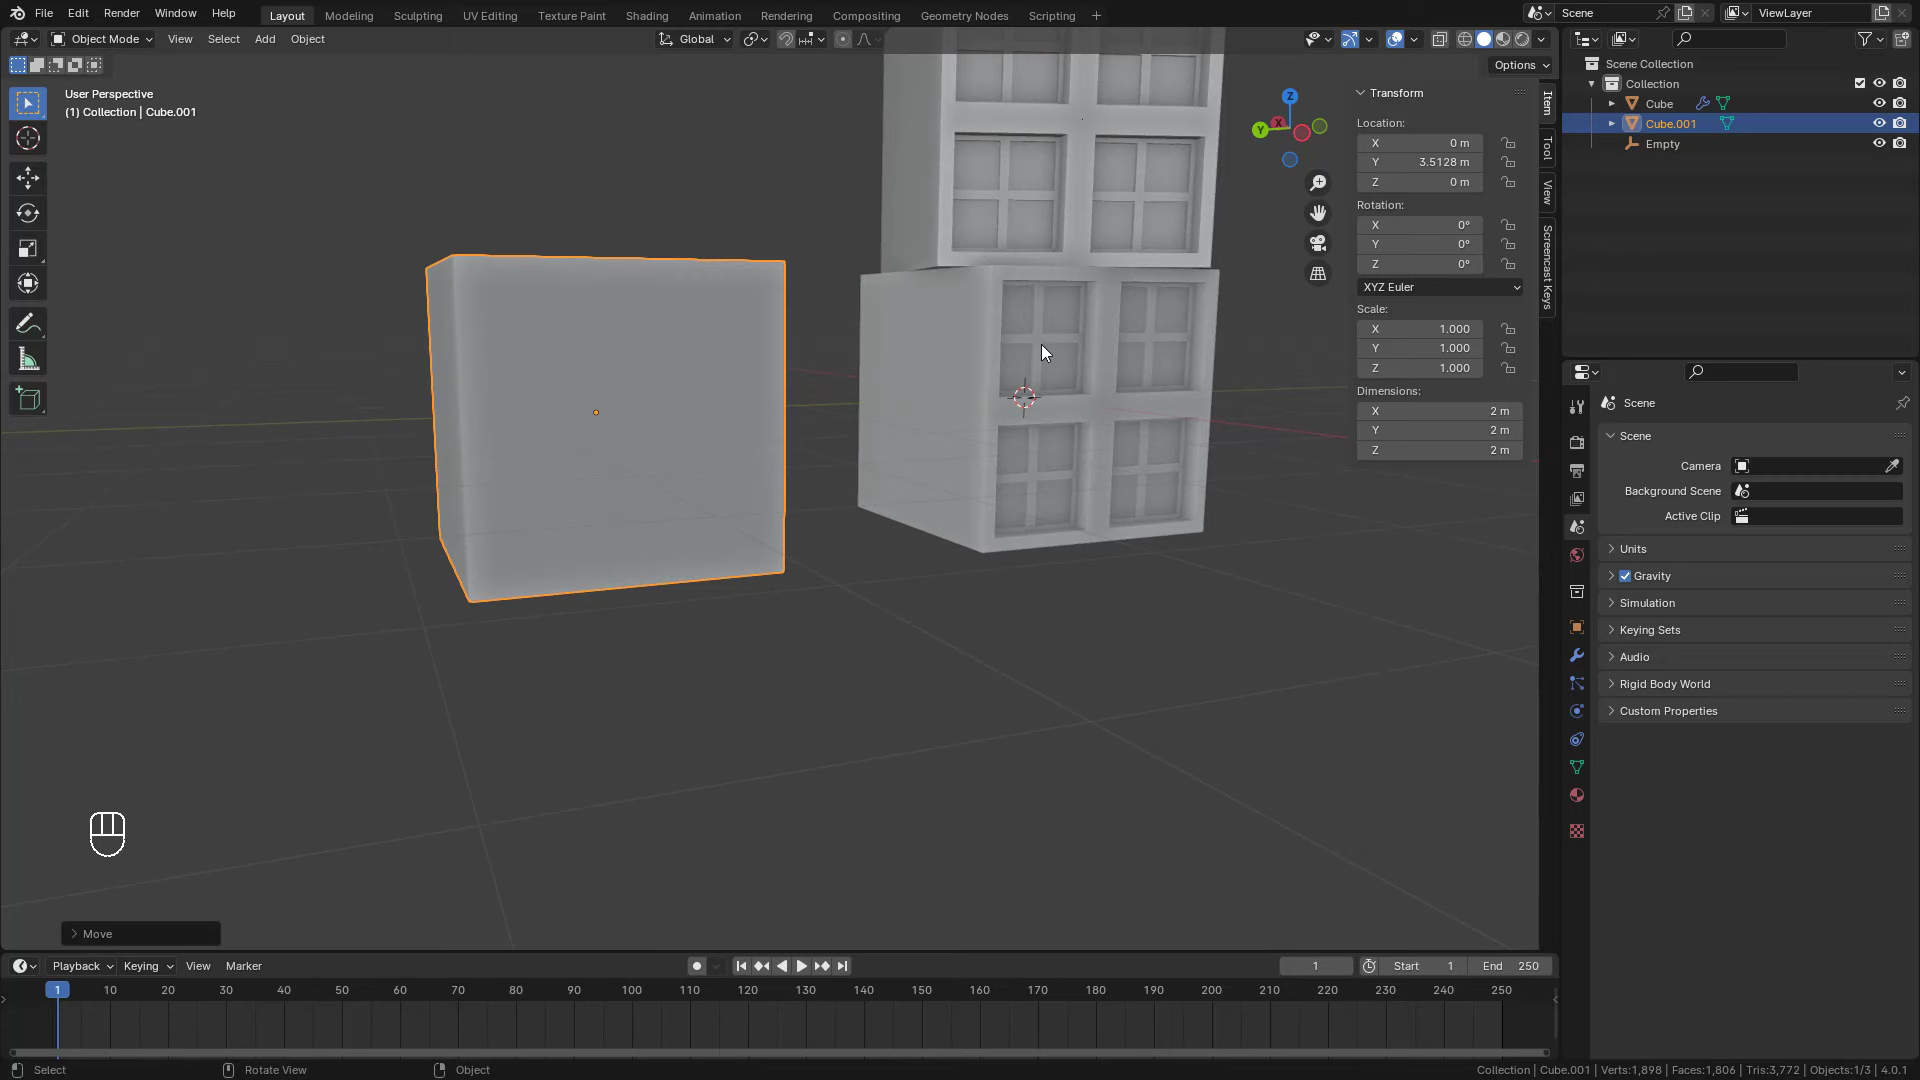 File Edit Render Window Help Layout Modeling Sculpting UV Editing Texture Paint Shading Animation Rendering Compositing Geometry Nodes Scripting + Scene ViewLayer
Object Mode View Select Add Object Global
Options
User Perspective
(1) Collection | Cube.001
Z
Y
X
Transform
Location:
X 0 m
Y 3.5128 m
Z 0 m
Rotation:
X 0°
Y 0°
Z 0°
XYZ Euler
Scale:
X 1.000
Y 1.000
Z 1.000
Dimensions:
X 2 m
Y 2 m
Z 2 m
Item
Tool
View
Screencast Keys
Scene Collection
Collection
Cube
Cube.001
Empty
Scene
Scene
Camera
Background Scene
Active Clip
Units
Gravity
Simulation
Keying Sets
Audio
Rigid Body World
Custom Properties
Move
Playback Keying View Marker 1 Start 1 End 250
1 10 20 30 40 50 60 70 80 90 100 110 120 130 140 150 160 170 180 190 200 210 220 230 240 250
Select Rotate View Object Collection | Cube.001 | Verts:1,898 | Faces:1,806 | Tris:3,772 | Objects:1/3 | 4.0.1